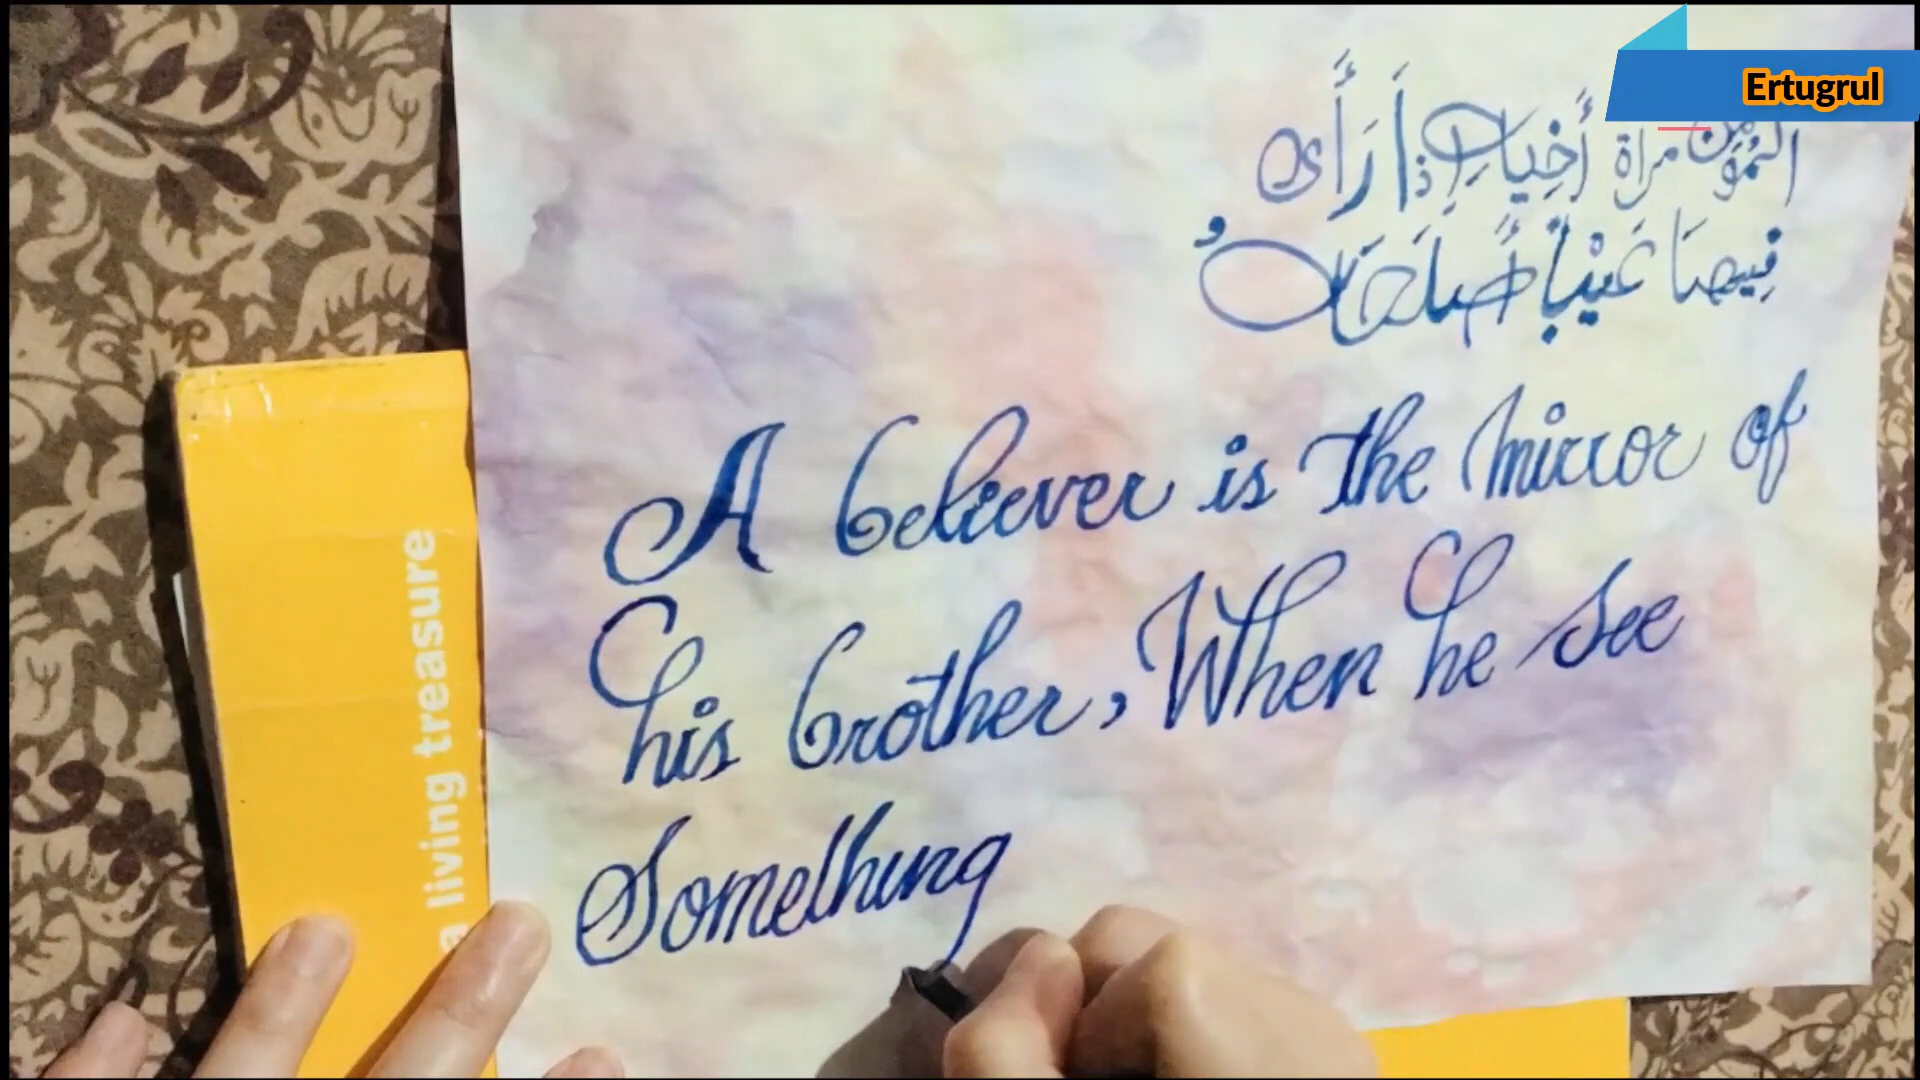 Ertugrul
المؤمن مرآة أخيه إذا رأى
فيها عيباً أصلحه
A believer is the mirror of
his brother, When he see
Something
a living treasure